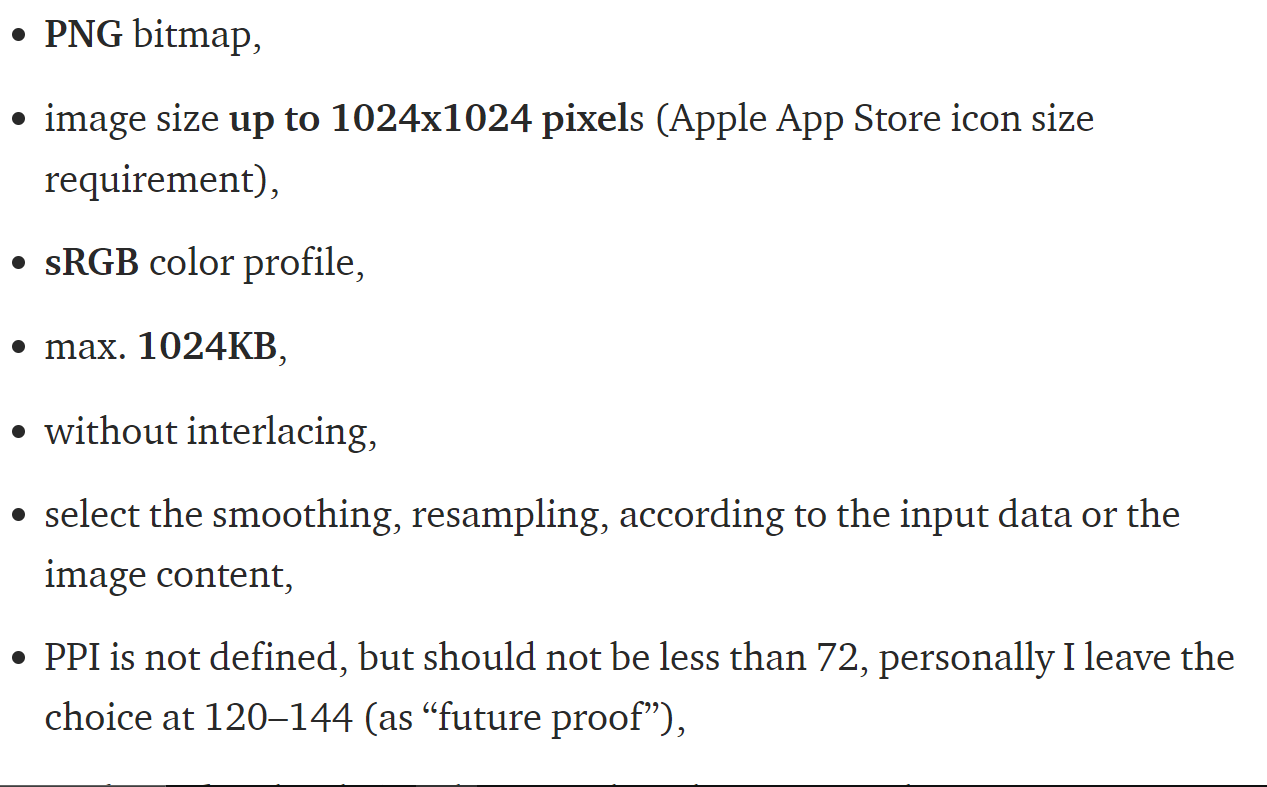 • PNG bitmap,
• image size up to 1024x1024 pixels (Apple App Store icon size
requirement),
• sRGB color profile,
• max. 1024KB,
• without interlacing,
• select the smoothing, resampling, according to the input data or the
image content,
• PPI is not defined, but should not be less than 72, personally I leave the
choice at 120–144 (as “future proof”),